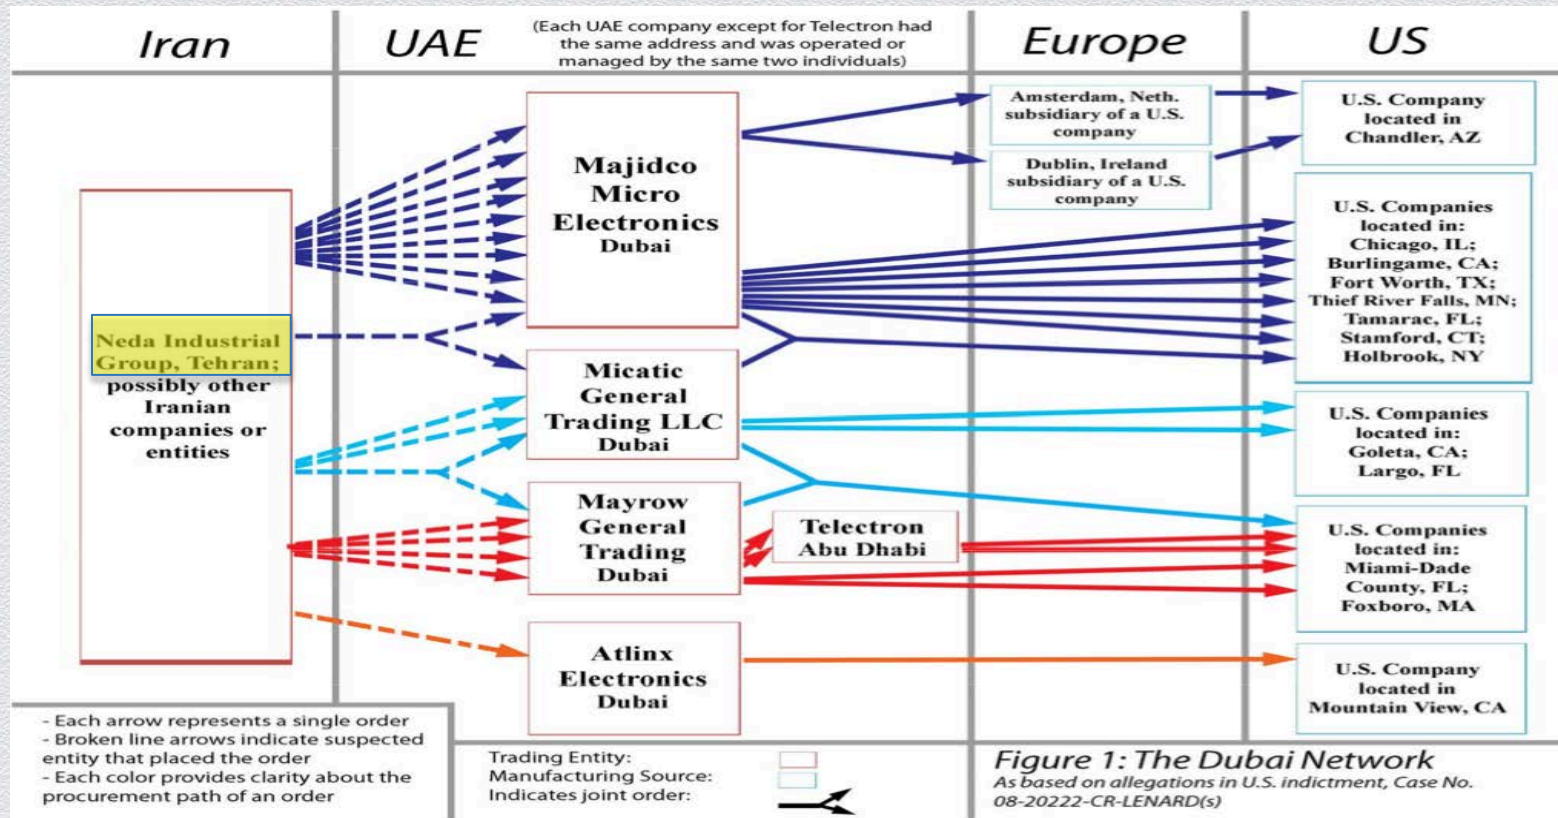 Iran
UAE
(Each UAE company except for Telectron had
the same address and was operated or
managed by the same two individuals)
Europe
US
Neda Industrial
Group, Tehran;
possibly other
Iranian
companies or
entities
Majidco
Micro
Electronics
Dubai
Micatic
General
Trading LLC
Dubai
Mayrow
General
Trading
Dubai
Telectron
Abu Dhabi
Atlinx
Electronics
Dubai
Amsterdam, Neth.
subsidiary of a U.S.
company
Dublin, Ireland
subsidiary of a U.S.
company
U.S. Company
located in
Chandler, AZ
U.S. Companies
located in:
Chicago, IL;
Burlingame, CA;
Fort Worth, TX;
Thief River Falls, MN;
Tamarac, FL;
Stamford, CT;
Holbrook, NY
U.S. Companies
located in:
Goleta, CA;
Largo, FL
U.S. Companies
located in:
Miami-Dade
County, FL;
Foxboro, MA
U.S. Company
located in
Mountain View, CA
- Each arrow represents a single order
- Broken line arrows indicate suspected
entity that placed the order
- Each color provides clarity about the
procurement path of an order
Trading Entity:
Manufacturing Source:
Indicates joint order:
Figure 1: The Dubai Network
As based on allegations in U.S. indictment, Case No.
08-20222-CR-LENARD(s)